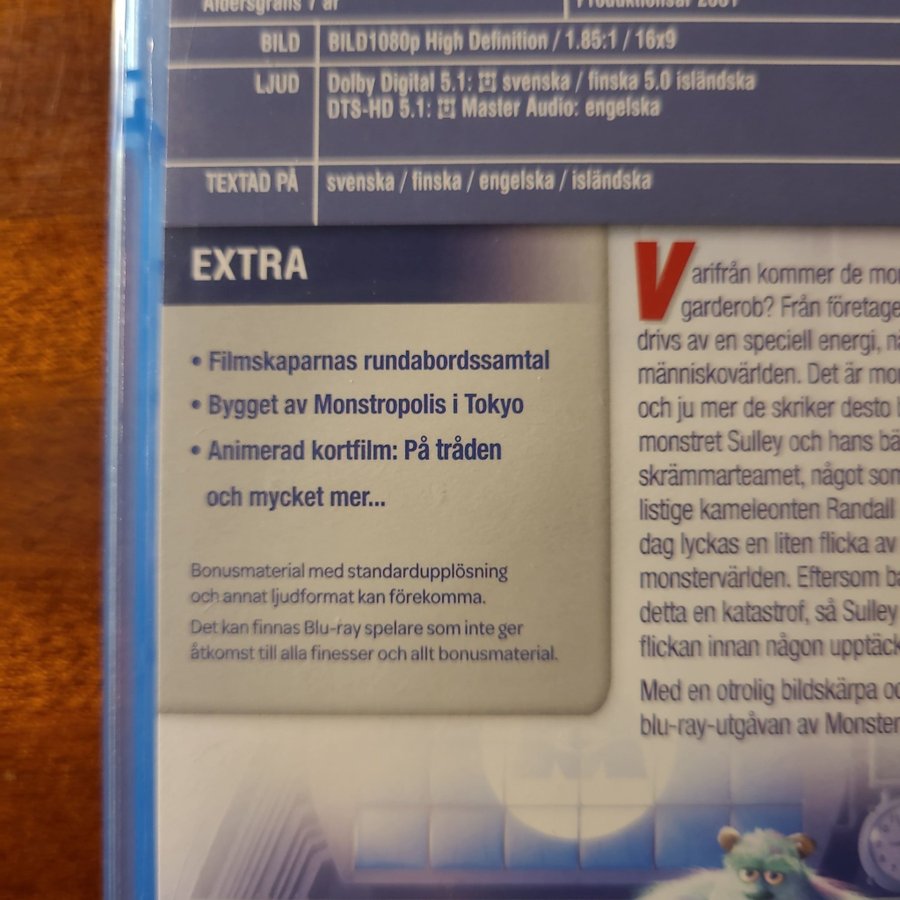 Åldersgräns 7 år
Produktionsår 2001
BILD BILD1080p High Definition / 1.85:1 / 16x9
LJUD Dolby Digital 5.1: svenska / finska 5.0 isländska
DTS-HD 5.1: Master Audio: engelska
TEXTAD PÅ svenska / finska / engelska / isländska
EXTRA
• Filmskaparnas rundabordssamtal
• Bygget av Monstropolis i Tokyo
• Animerad kortfilm: På tråden
och mycket mer...
Bonusmaterial med standardupplösning
och annat ljudformat kan förekomma.
Det kan finnas Blu-ray spelare som inte ger
åtkomst till alla finesser och allt bonusmaterial.
Varifrån kommer de
garderob? Från
drivs av en speciell energi,
människovärlden. Det är
och ju mer de skriker desto
monstret Sulley och hans
skrämmarteamet, något
listige kameleonten Randall
dag lyckas en liten flicka av
monstervärlden. Eftersom
detta en katastrof, så Sulley
flickan innan någon
Med en otrolig bildskärpa
blu-ray-utgåvan av